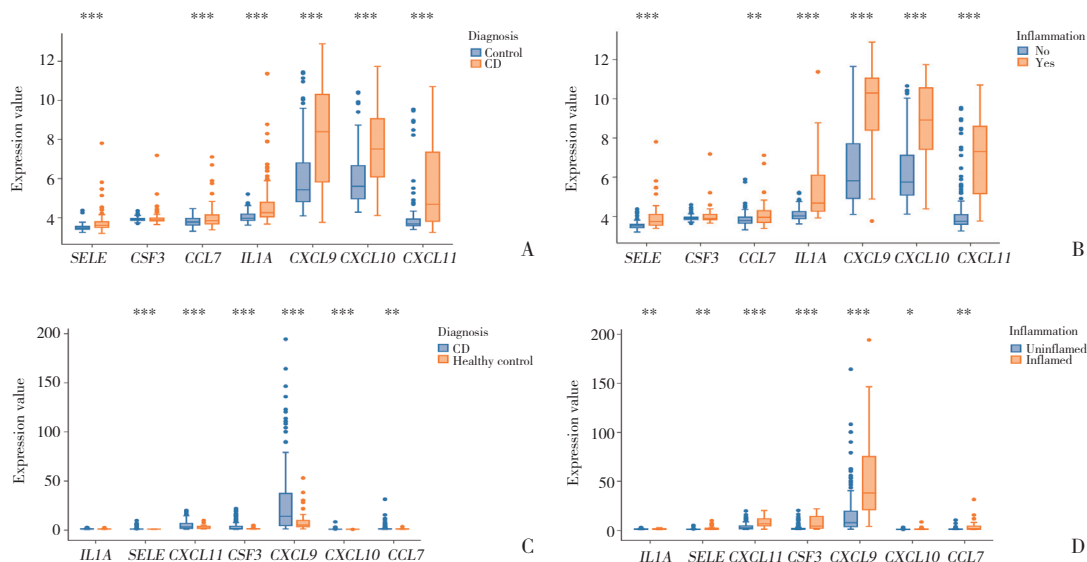 *** *** *** *** *** ***
Diagnosis
Control
CD
Expression value
12
10
8
6
4
SELE CSF3 CCL7 IL1A CXCL9 CXCL10 CXCL11
A
*** ** *** *** *** ***
Inflammation
No
Yes
Expression value
12
10
8
6
4
SELE CSF3 CCL7 IL1A CXCL9 CXCL10 CXCL11
B
*** *** *** *** *** **
Diagnosis
CD
Healthy control
Expression value
200
150
100
50
0
IL1A SELE CXCL11 CSF3 CXCL9 CXCL10 CCL7
C
** ** *** *** *** * **
Inflammation
Uninflamed
Inflamed
Expression value
200
150
100
50
0
IL1A SELE CXCL11 CSF3 CXCL9 CXCL10 CCL7
D